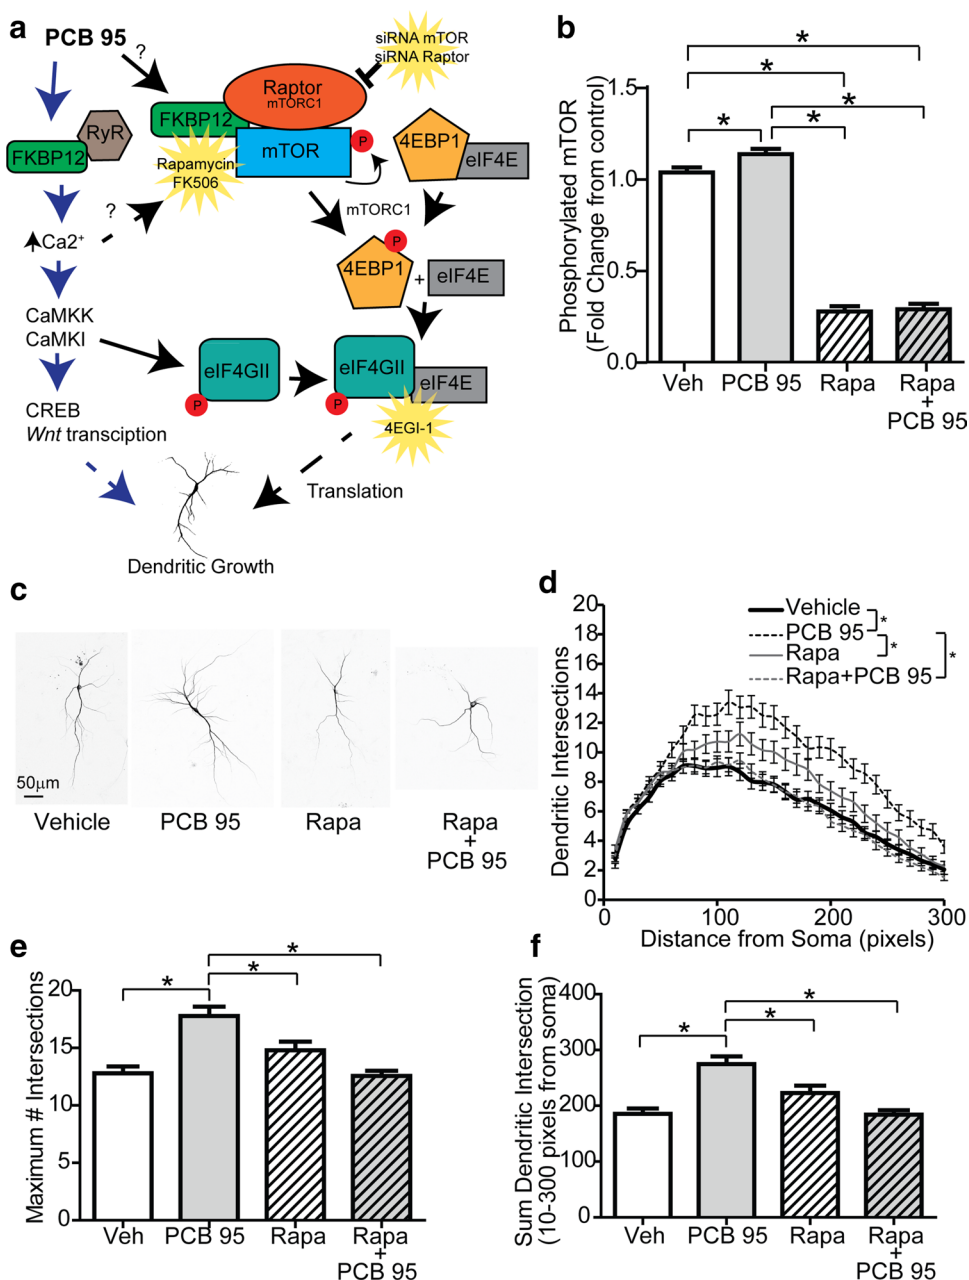 a
PCB 95
?
siRNA mTOR
siRNA Raptor
Raptor
mTORC1
FKBP12
mTOR
P
Rapamycin
FK506
RyR
FKBP12
4EBP1
eIF4E
?
mTORC1
Ca2+
4EBP1
P
+
eIF4E
CaMKK
CaMKI
eIF4GII
P
eIF4GII
P
eIF4E
4EGI-1
CREB
Wnt transciption
Translation
Dendritic Growth
b
Phosphorylated mTOR
(Fold Change from control)
1.5
1.0
0.5
0.0
*
*
*
*
*
Veh
PCB 95
Rapa
Rapa
+
PCB 95
c
50μm
Vehicle
PCB 95
Rapa
Rapa
+
PCB 95
d
Dendritic Intersections
20
18
16
14
12
10
8
6
4
2
0
0
100
200
300
Distance from Soma (pixels)
Vehicle
PCB 95
Rapa
Rapa+PCB 95
*
*
*
e
Maximum # Intersections
20
15
10
5
0
*
*
*
Veh
PCB 95
Rapa
Rapa
+
PCB 95
f
Sum Dendritic Intersection
(10-300 pixels from soma)
400
300
200
100
0
*
*
*
Veh
PCB 95
Rapa
Rapa
+
PCB 95